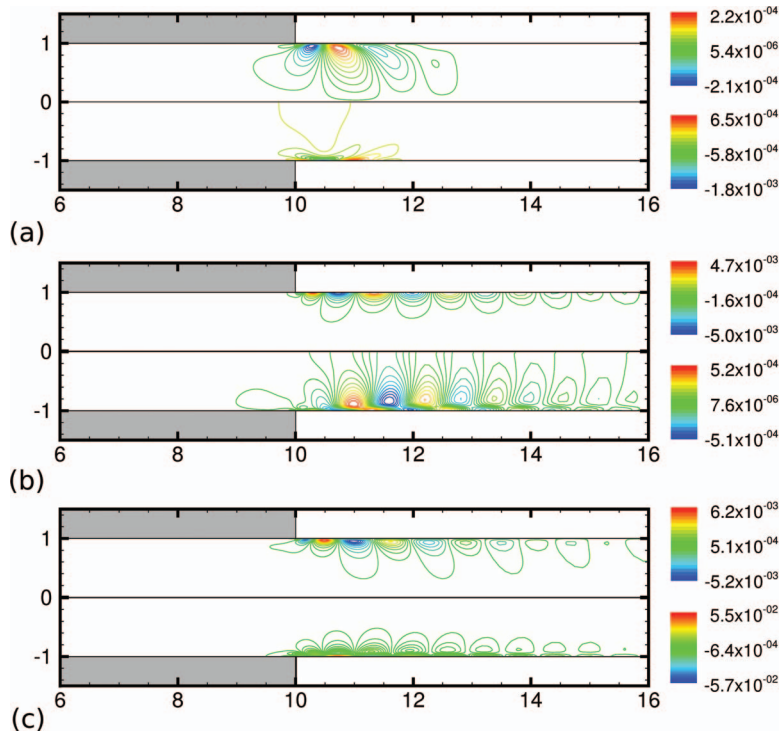 1
0
-1
6 8 10 12 14 16
2.2x10⁻⁰⁴
5.4x10⁻⁰⁶
-2.1x10⁻⁰⁴
6.5x10⁻⁰⁴
-5.8x10⁻⁰⁴
-1.8x10⁻⁰³
(a)
1
0
-1
6 8 10 12 14 16
4.7x10⁻⁰³
-1.6x10⁻⁰⁴
-5.0x10⁻⁰³
5.2x10⁻⁰⁴
7.6x10⁻⁰⁶
-5.1x10⁻⁰⁴
(b)
1
0
-1
6 8 10 12 14 16
6.2x10⁻⁰³
5.1x10⁻⁰⁴
-5.2x10⁻⁰³
5.5x10⁻⁰²
-6.4x10⁻⁰⁴
-5.7x10⁻⁰²
(c)